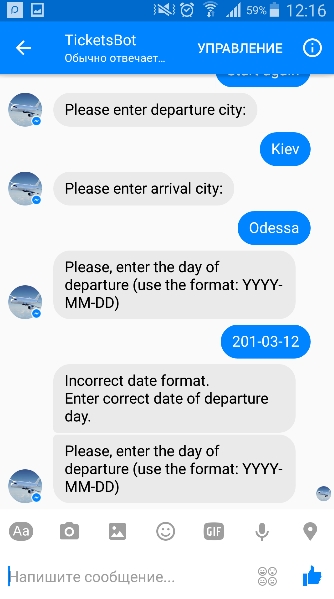 59% 12:16
TicketsBot
Обычно отвечает...
УПРАВЛЕНИЕ
Start again
Please enter departure city:
Kiev
Please enter arrival city:
Odessa
Please, enter the day of
departure (use the format: YYYY-
MM-DD)
201-03-12
Incorrect date format.
Enter correct date of departure
day.
Please, enter the day of
departure (use the format: YYYY-
MM-DD)
Aa
GIF
Напишите сообщение...